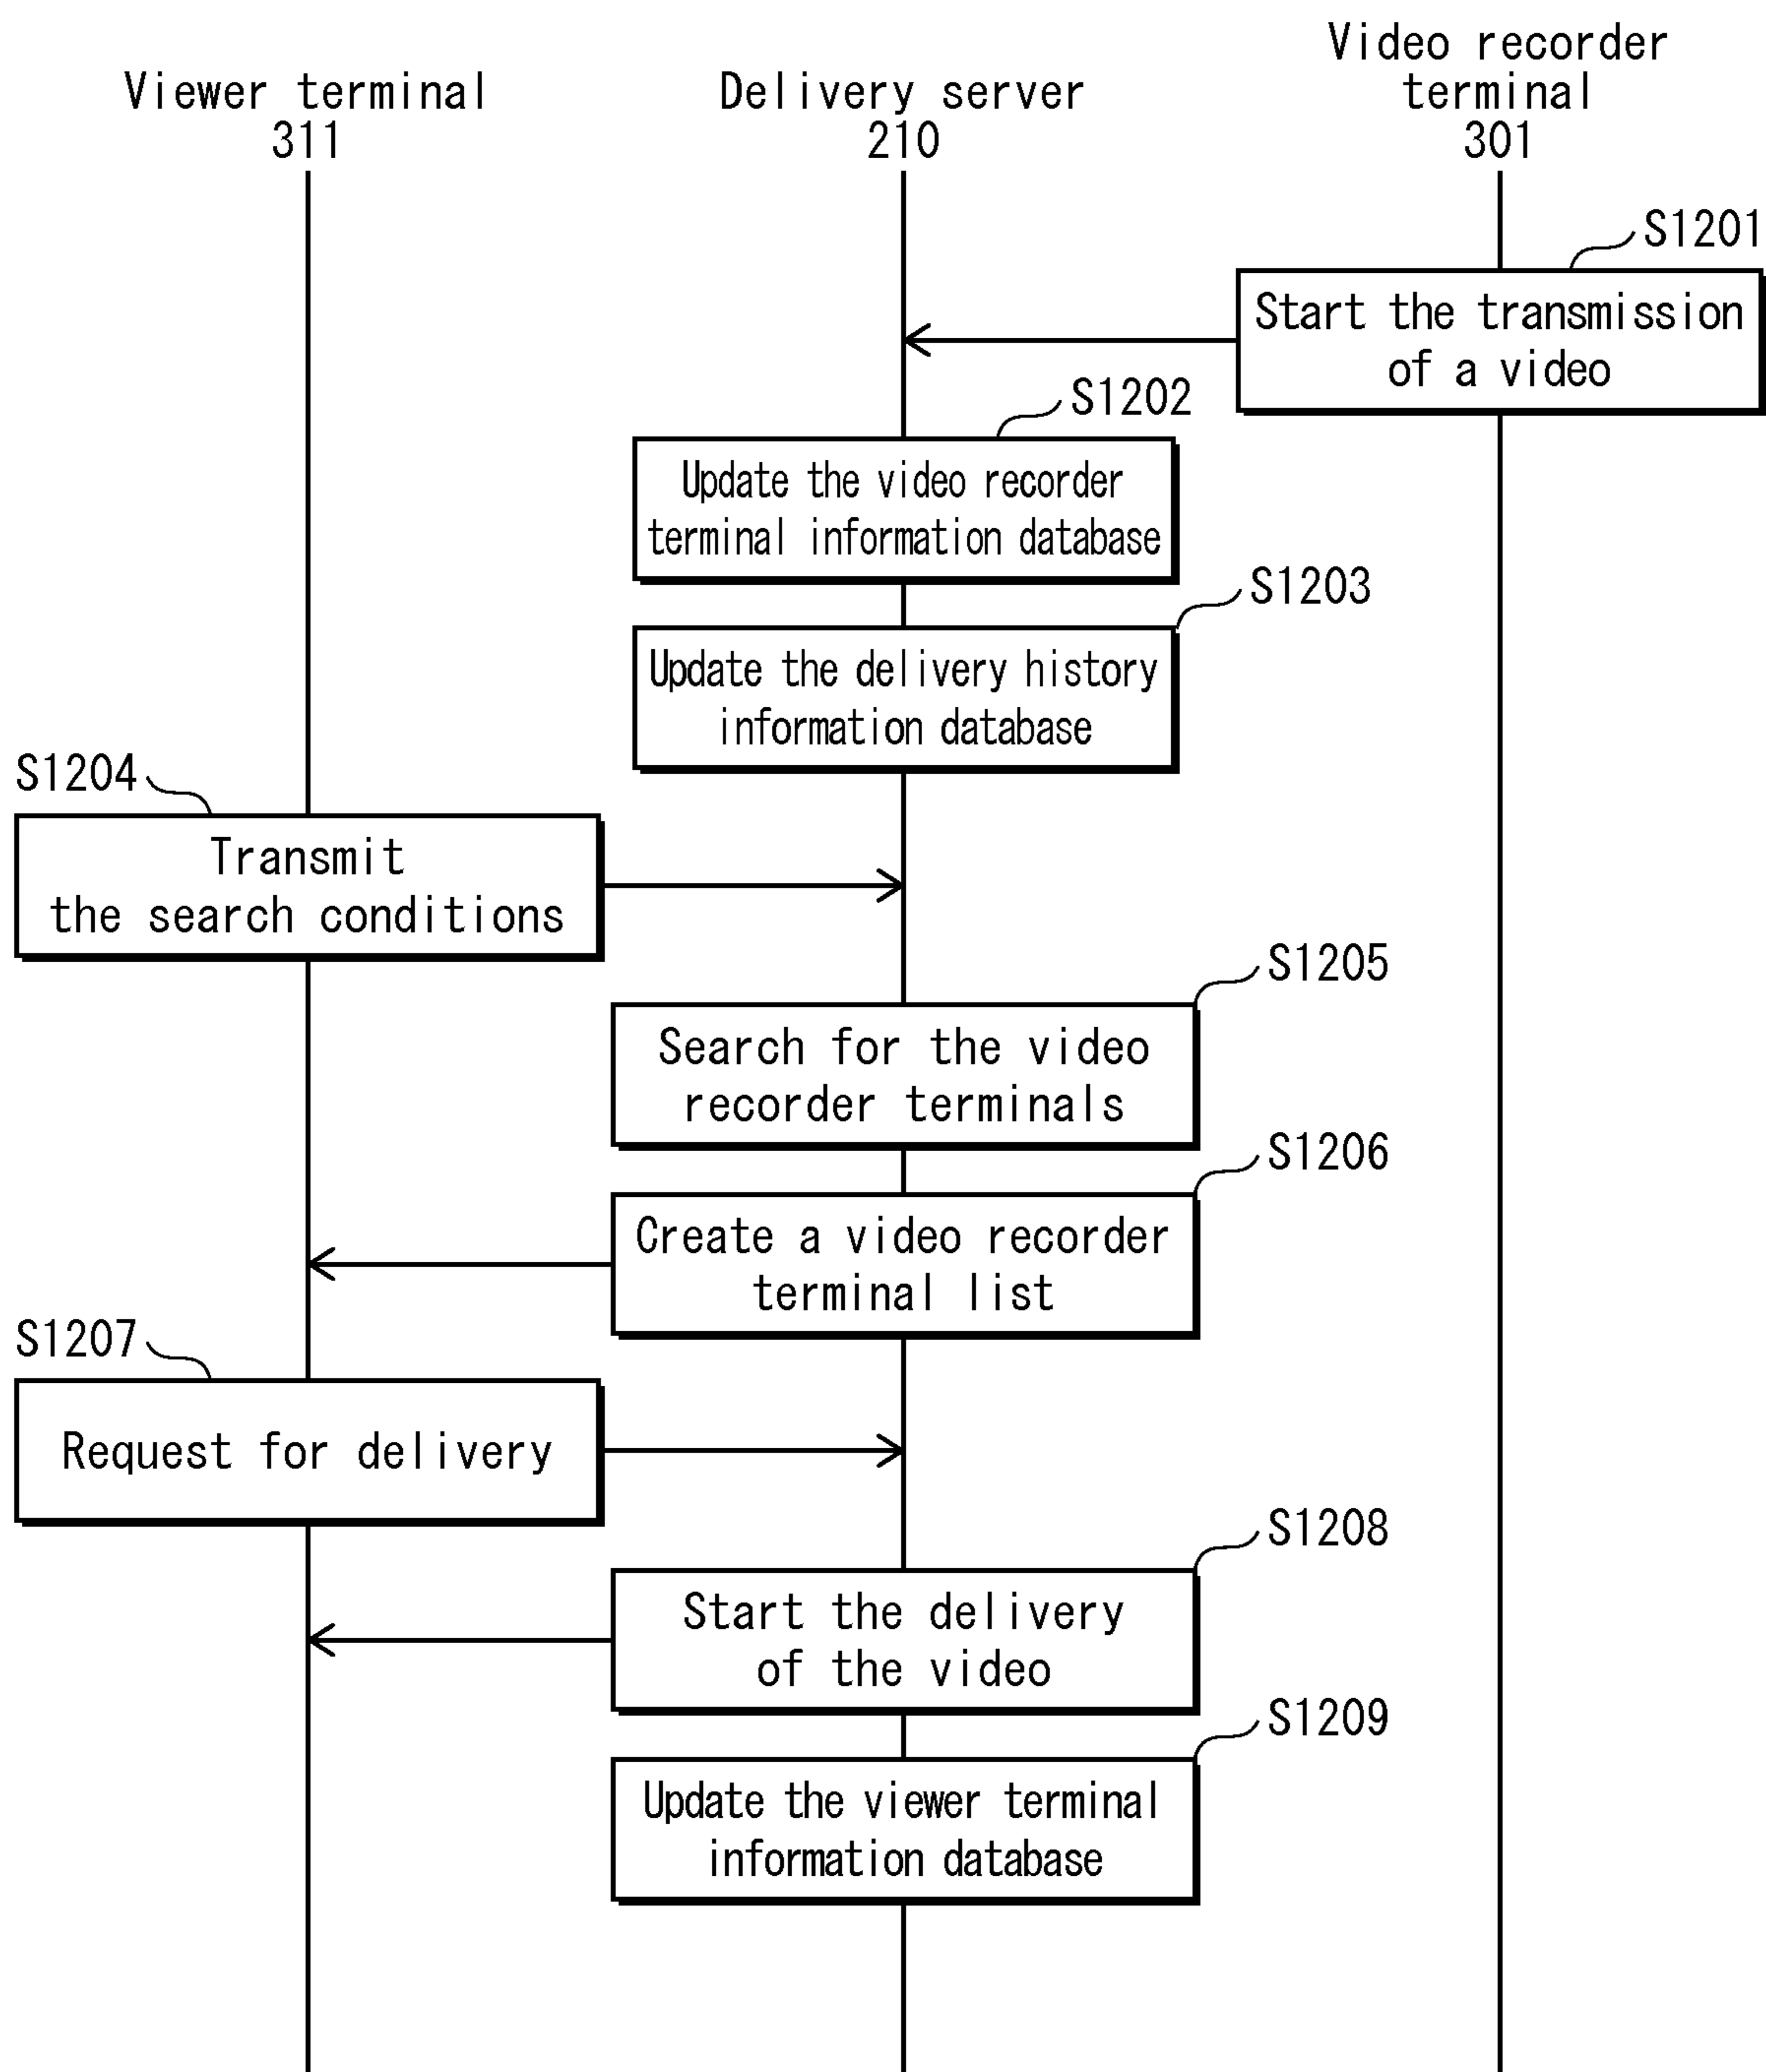 Viewer terminal
311
Delivery server
210
Video recorder
terminal
301
S1201
Start the transmission
of a video
S1202
Update the video recorder
terminal information database
S1203
Update the delivery history
information database
S1204
Transmit
the search conditions
S1205
Search for the video
recorder terminals
S1206
Create a video recorder
terminal list
S1207
Request for delivery
S1208
Start the delivery
of the video
S1209
Update the viewer terminal
information database